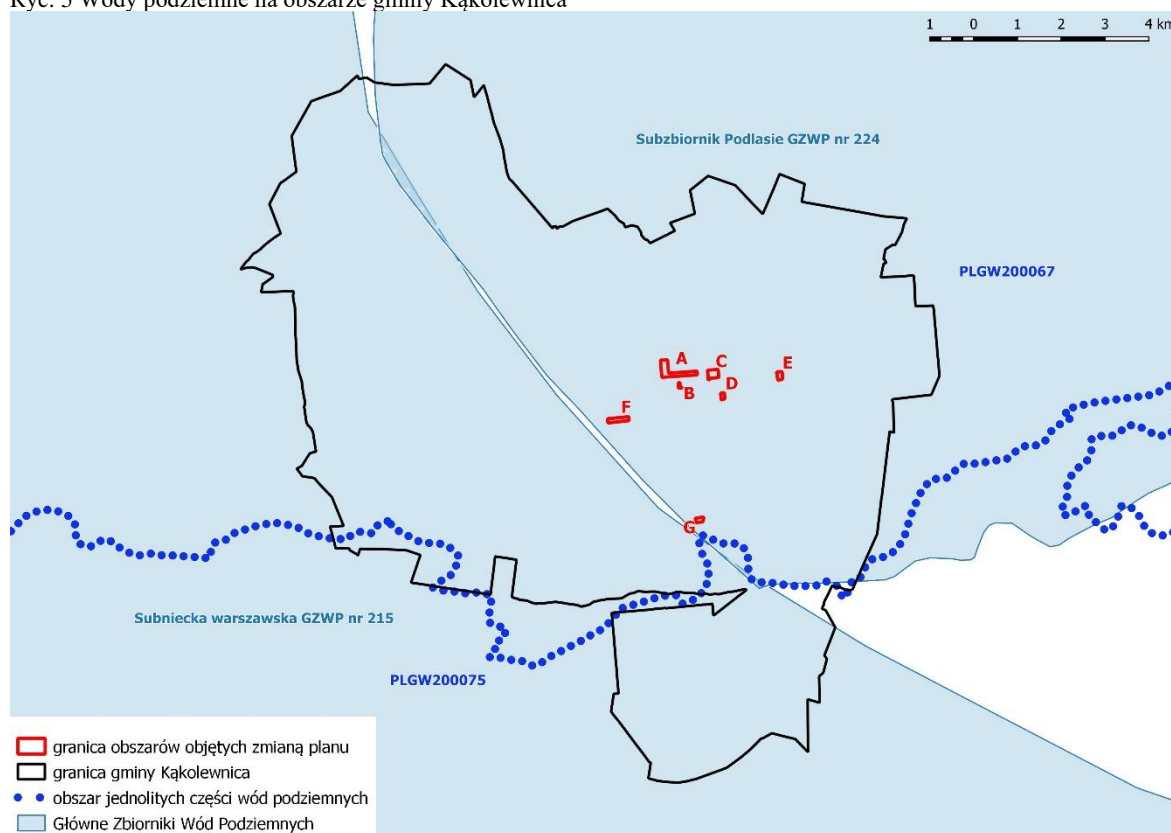 Ryc. 5 Wody podziemne na obszarze gminy Kąkolewnica
1 0 1 2 3 4 km
Subzbiornik Podlasie GZWP nr 224
PLGW200067
A
C
E
B
D
F
G
Subniecka warszawska GZWP nr 215
PLGW200075
granica obszarów objętych zmianą planu
granica gminy Kąkolewnica
obszar jednolitych części wód podziemnych
Główne Zbiorniki Wód Podziemnych